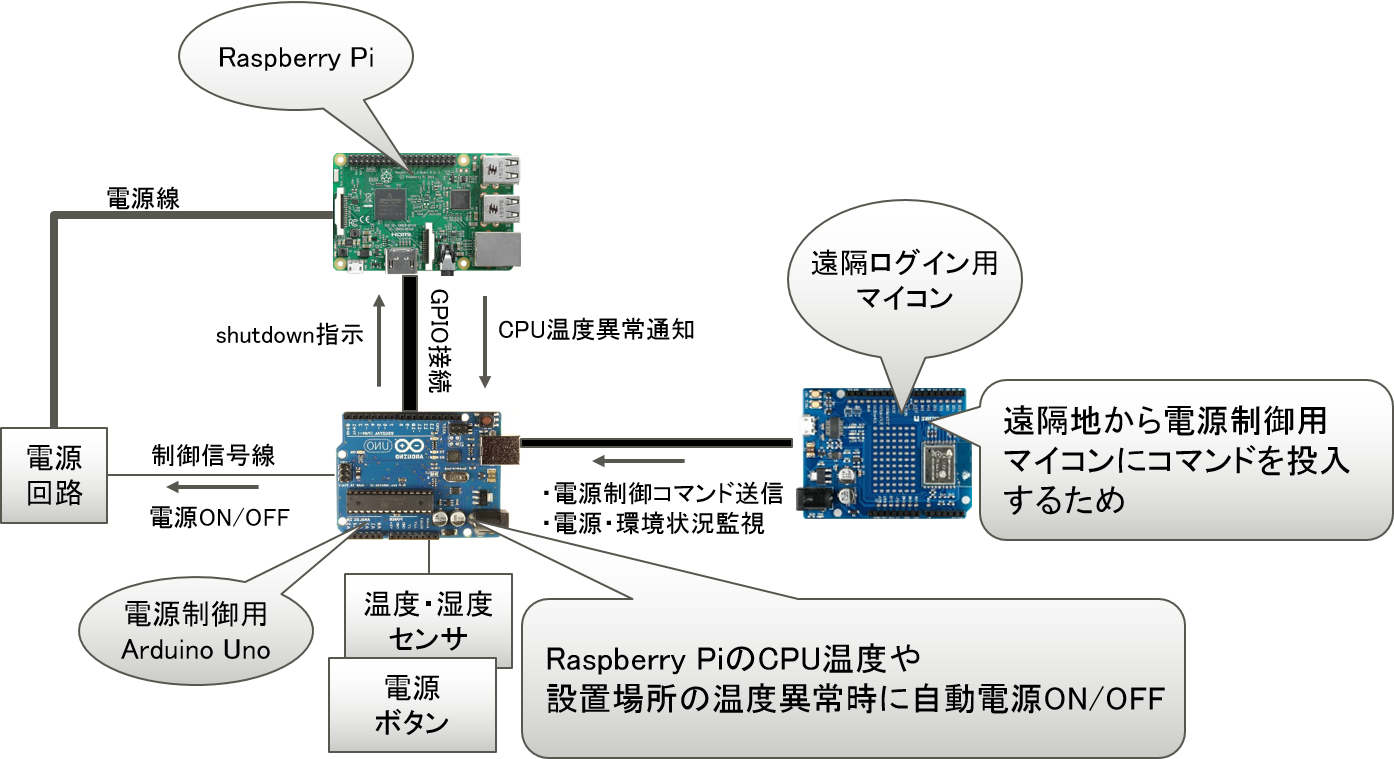 Raspberry Pi
電源線
遠隔ログイン用
マイコン
shutdown指示
GPIO接続
CPU温度異常通知
遠隔地から電源制御用
マイコンにコマンドを投入
するため
電源
回路
制御信号線
電源ON/OFF
・電源制御コマンド送信
・電源・環境状況監視
UNO
ARDUINO
HDMI
電源制御用
Arduino Uno
温度・湿度
センサ
電源
ボタン
Raspberry PiのCPU温度や
設置場所の温度異常時に自動電源ON/OFF